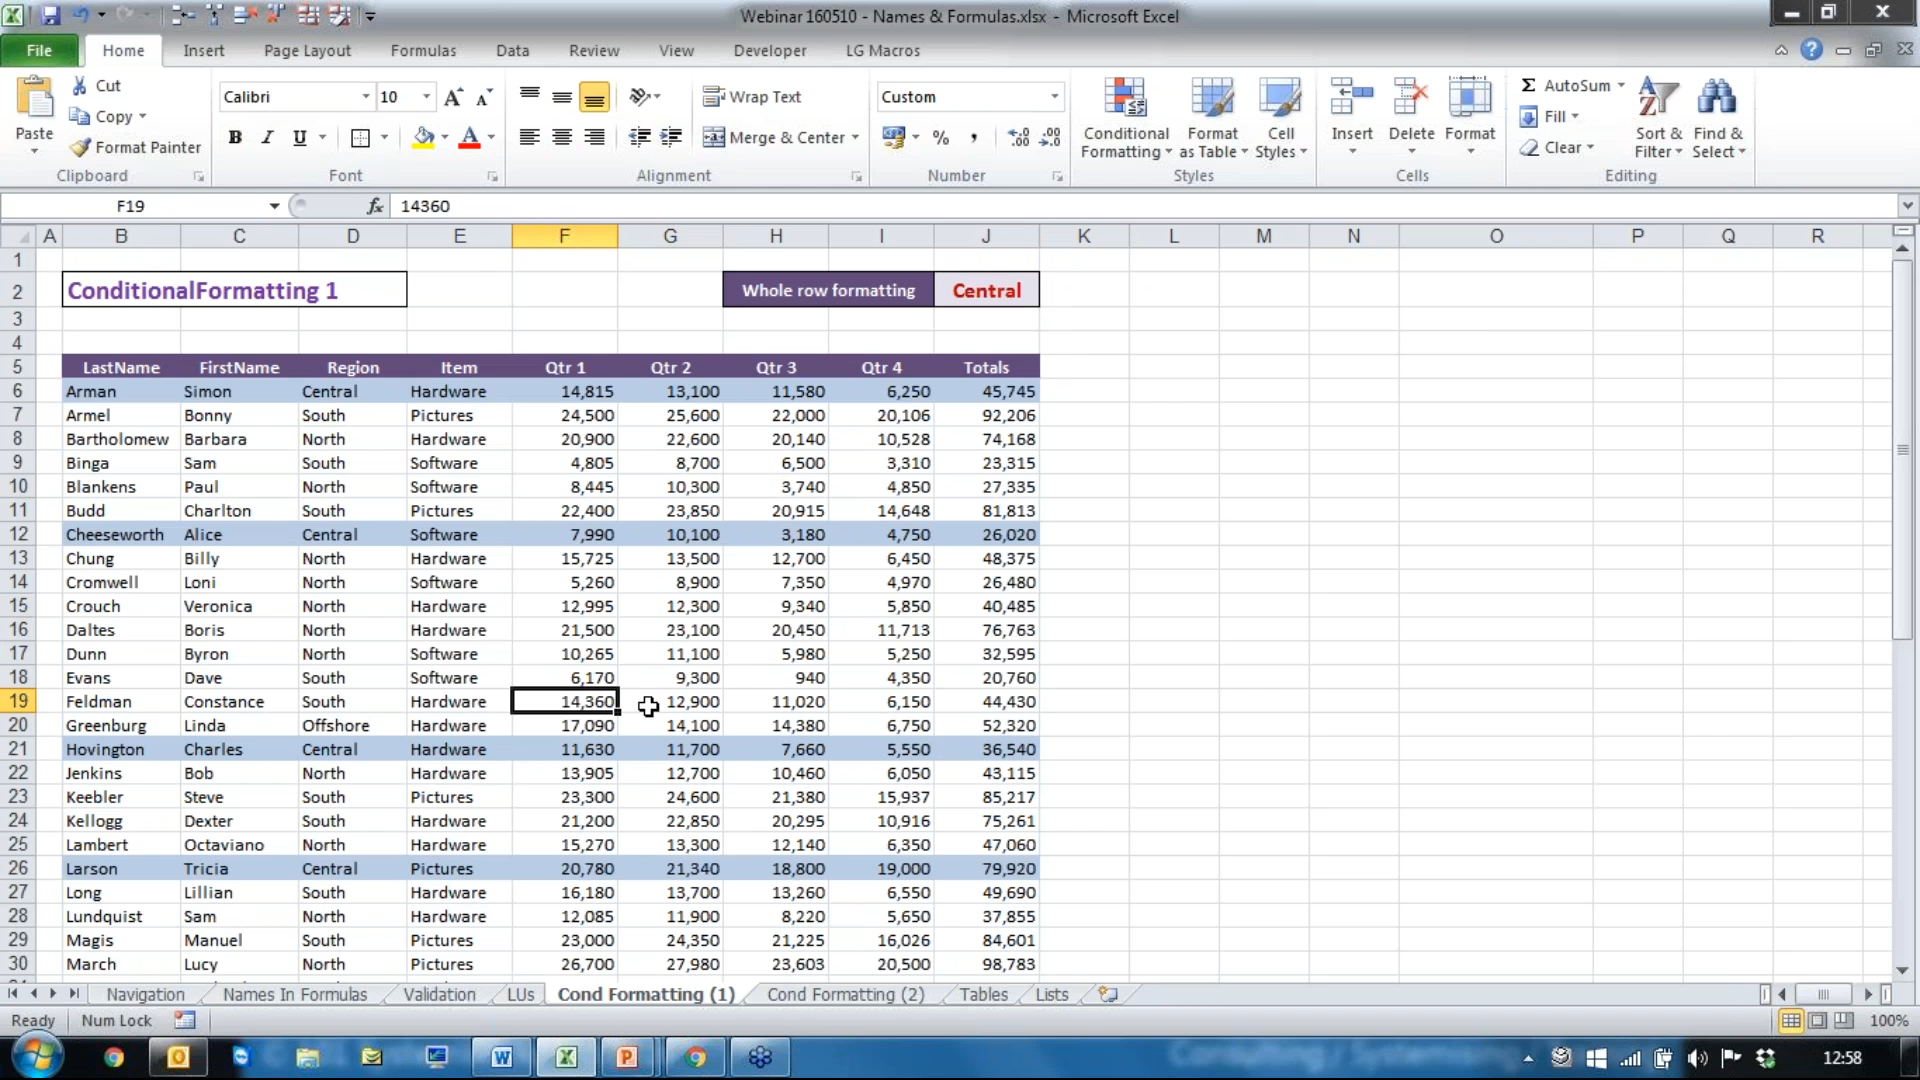 Webinar 160510 - Names & Formulas.xlsx - Microsoft Excel
File Home Insert Page Layout Formulas Data Review View Developer LG Macros
Paste Cut Copy Format Painter Clipboard
Calibri 10 B I U Font
Wrap Text Merge & Center Alignment
Custom % , Number
Conditional Formatting Format as Table Cell Styles Styles
Insert Delete Format Cells
Σ AutoSum Fill Clear Sort & Filter Find & Select Editing
F19 fx 14360
A B C D E F G H I J K L M N O P Q R
1
2 ConditionalFormatting 1 Whole row formatting Central
3
4
5 LastName FirstName Region Item Qtr 1 Qtr 2 Qtr 3 Qtr 4 Totals
6 Arman Simon Central Hardware 14,815 13,100 11,580 6,250 45,745
7 Armel Bonny South Pictures 24,500 25,600 22,000 20,106 92,206
8 Bartholomew Barbara North Hardware 20,900 22,600 20,140 10,528 74,168
9 Binga Sam South Software 4,805 8,700 6,500 3,310 23,315
10 Blankens Paul North Software 8,445 10,300 3,740 4,850 27,335
11 Budd Charlton South Pictures 22,400 23,850 20,915 14,648 81,813
12 Cheeseworth Alice Central Software 7,990 10,100 3,180 4,750 26,020
13 Chung Billy North Hardware 15,725 13,500 12,700 6,450 48,375
14 Cromwell Loni North Software 5,260 8,900 7,350 4,970 26,480
15 Crouch Veronica North Hardware 12,995 12,300 9,340 5,850 40,485
16 Daltes Boris North Hardware 21,500 23,100 20,450 11,713 76,763
17 Dunn Byron North Software 10,265 11,100 5,980 5,250 32,595
18 Evans Dave South Software 6,170 9,300 940 4,350 20,760
19 Feldman Constance South Hardware 14,360 12,900 11,020 6,150 44,430
20 Greenburg Linda Offshore Hardware 17,090 14,100 14,380 6,750 52,320
21 Hovington Charles Central Hardware 11,630 11,700 7,660 5,550 36,540
22 Jenkins Bob North Hardware 13,905 12,700 10,460 6,050 43,115
23 Keebler Steve South Pictures 23,300 24,600 21,380 15,937 85,217
24 Kellogg Dexter South Hardware 21,200 22,850 20,295 10,916 75,261
25 Lambert Octaviano North Hardware 15,270 13,300 12,140 6,350 47,060
26 Larson Tricia Central Pictures 20,780 21,340 18,800 19,000 79,920
27 Long Lillian South Hardware 16,180 13,700 13,260 6,550 49,690
28 Lundquist Sam North Hardware 12,085 11,900 8,220 5,650 37,855
29 Magis Manuel South Pictures 23,000 24,350 21,225 16,026 84,601
30 March Lucy North Pictures 26,700 27,980 23,603 20,500 98,783
Navigation Names In Formulas Validation LUs Cond Formatting (1) Cond Formatting (2) Tables Lists
Ready Num Lock 100%
12:58